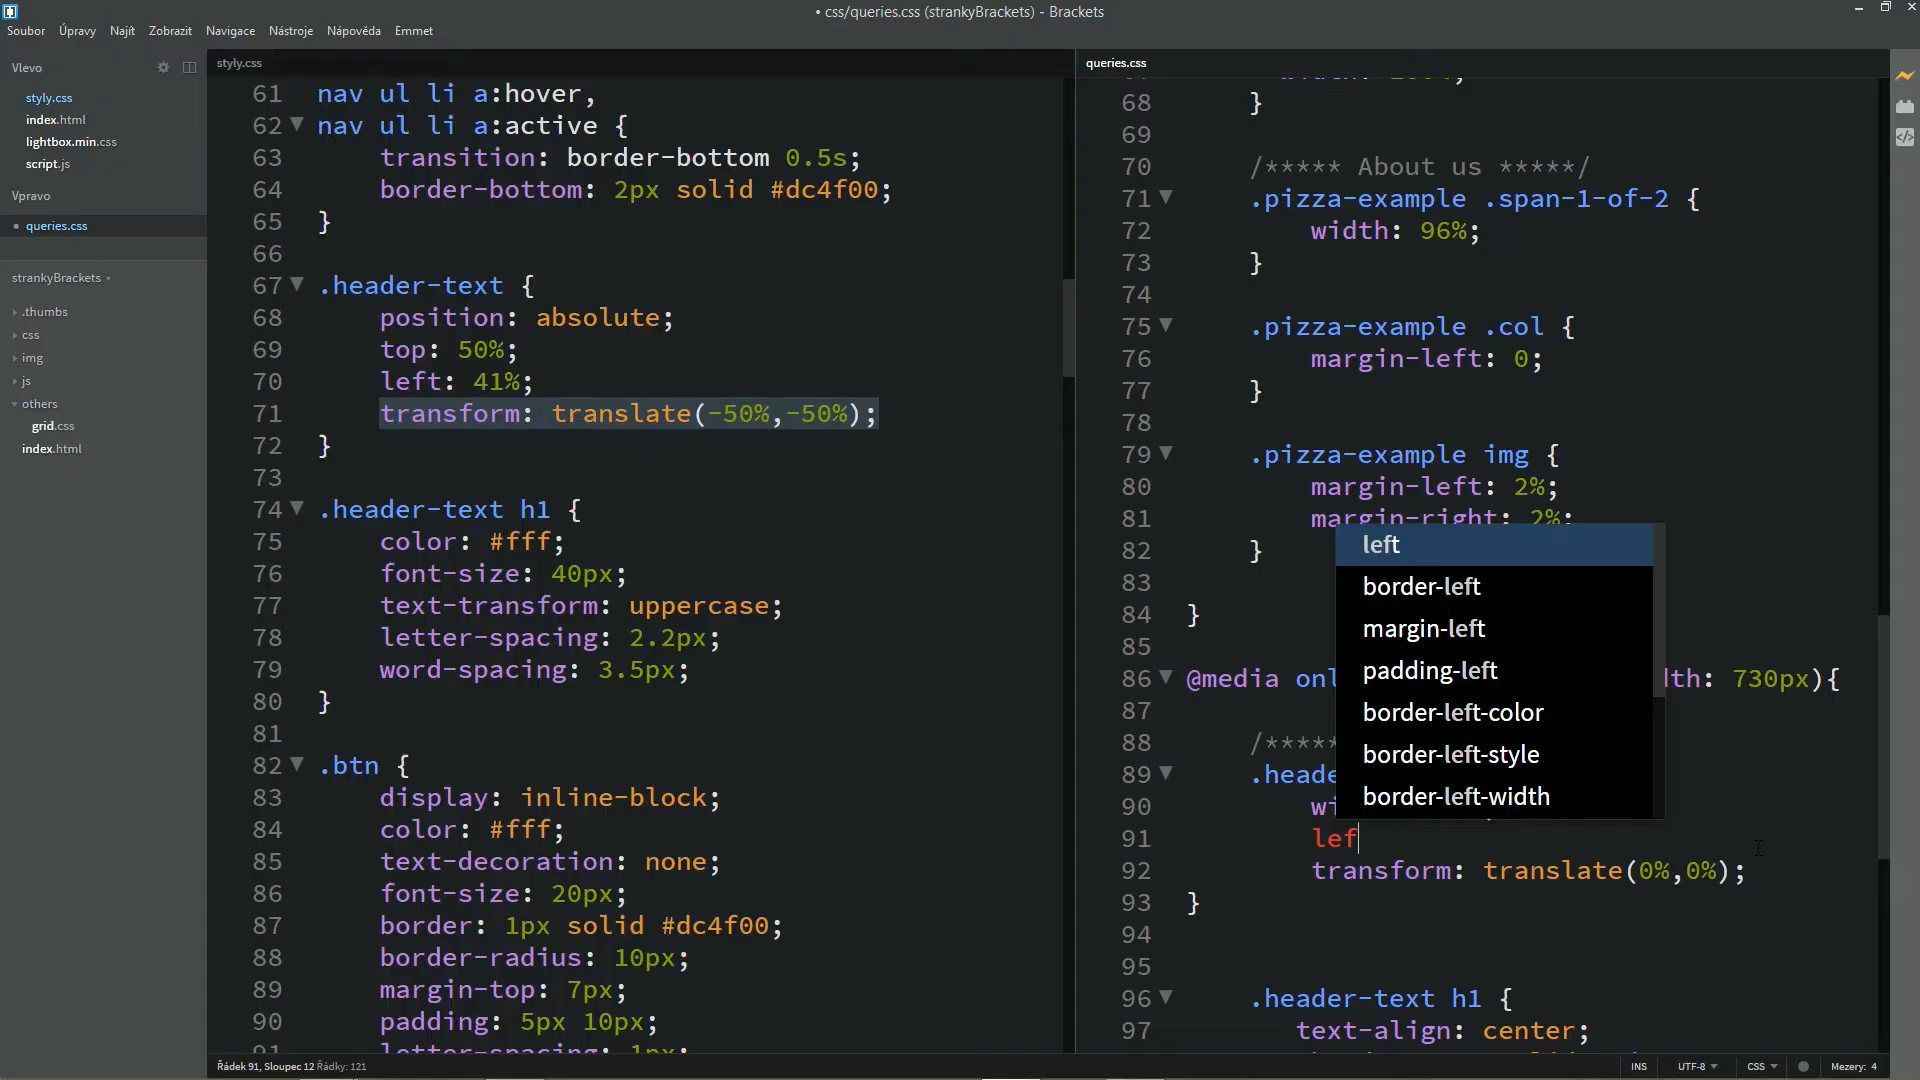 • css/queries.css (strankyBrackets) - Brackets
Soubor Úpravy Najít Zobrazit Navigace Nástroje Nápověda Emmet
Vlevo
styly.css
index.html
lightbox.min.css
script.js
Vpravo
• queries.css
strankyBrackets
.thumbs
css
img
js
others
grid.css
index.html
styly.css
61 nav ul li a:hover,
62 nav ul li a:active {
63 transition: border-bottom 0.5s;
64 border-bottom: 2px solid #dc4f00;
65 }
66
67 .header-text {
68 position: absolute;
69 top: 50%;
70 left: 41%;
71 transform: translate(-50%,-50%);
72 }
73
74 .header-text h1 {
75 color: #fff;
76 font-size: 40px;
77 text-transform: uppercase;
78 letter-spacing: 2.2px;
79 word-spacing: 3.5px;
80 }
81
82 .btn {
83 display: inline-block;
84 color: #fff;
85 text-decoration: none;
86 font-size: 20px;
87 border: 1px solid #dc4f00;
88 border-radius: 10px;
89 margin-top: 7px;
90 padding: 5px 10px;
91 letter-spacing: 1px;
queries.css
68 }
69
70 /***** About us *****/
71 .pizza-example .span-1-of-2 {
72 width: 96%;
73 }
74
75 .pizza-example .col {
76 margin-left: 0;
77 }
78
79 .pizza-example img {
80 margin-left: 2%;
81 margin-right: 2%;
82 }
83
84 }
85
86 @media onl th: 730px){
87
88 /*****
89 .heade
90 wi
91 lef
92 transform: translate(0%,0%);
93 }
94
95
96 .header-text h1 {
97 text-align: center;
left
border-left
margin-left
padding-left
border-left-color
border-left-style
border-left-width
Řádek 91, Sloupec 12 Řádky: 121
INS UTF-8 CSS Mezery: 4